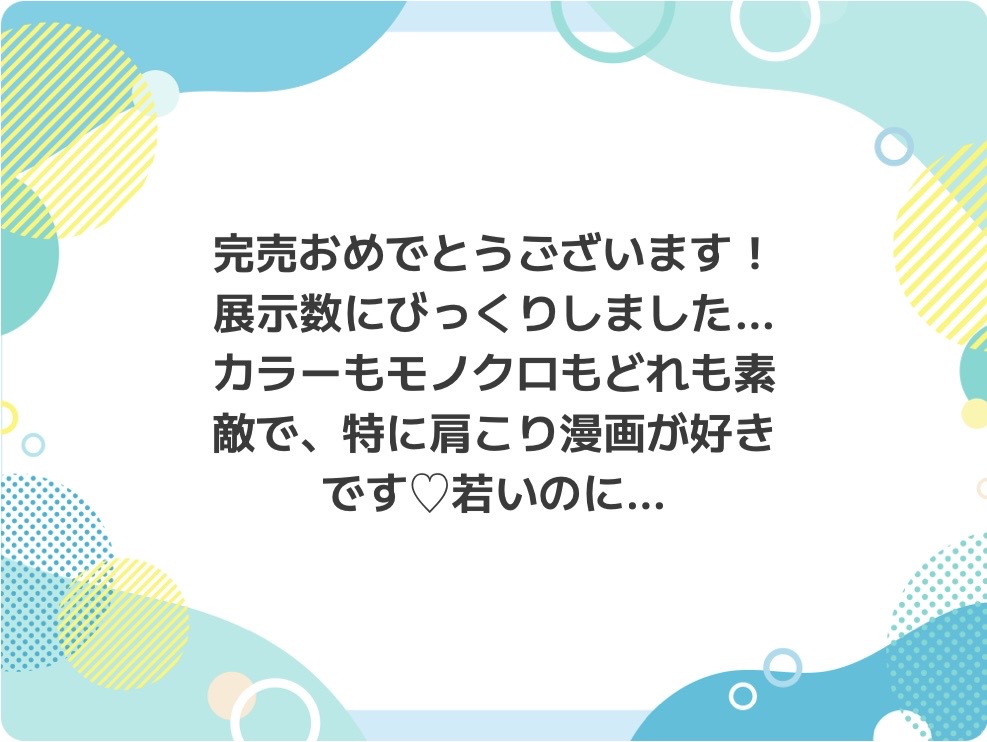 完売おめでとうございます！
展示数にびっくりしました…
カラーもモノクロもどれも素
敵で、特に肩こり漫画が好き
です♡若いのに…